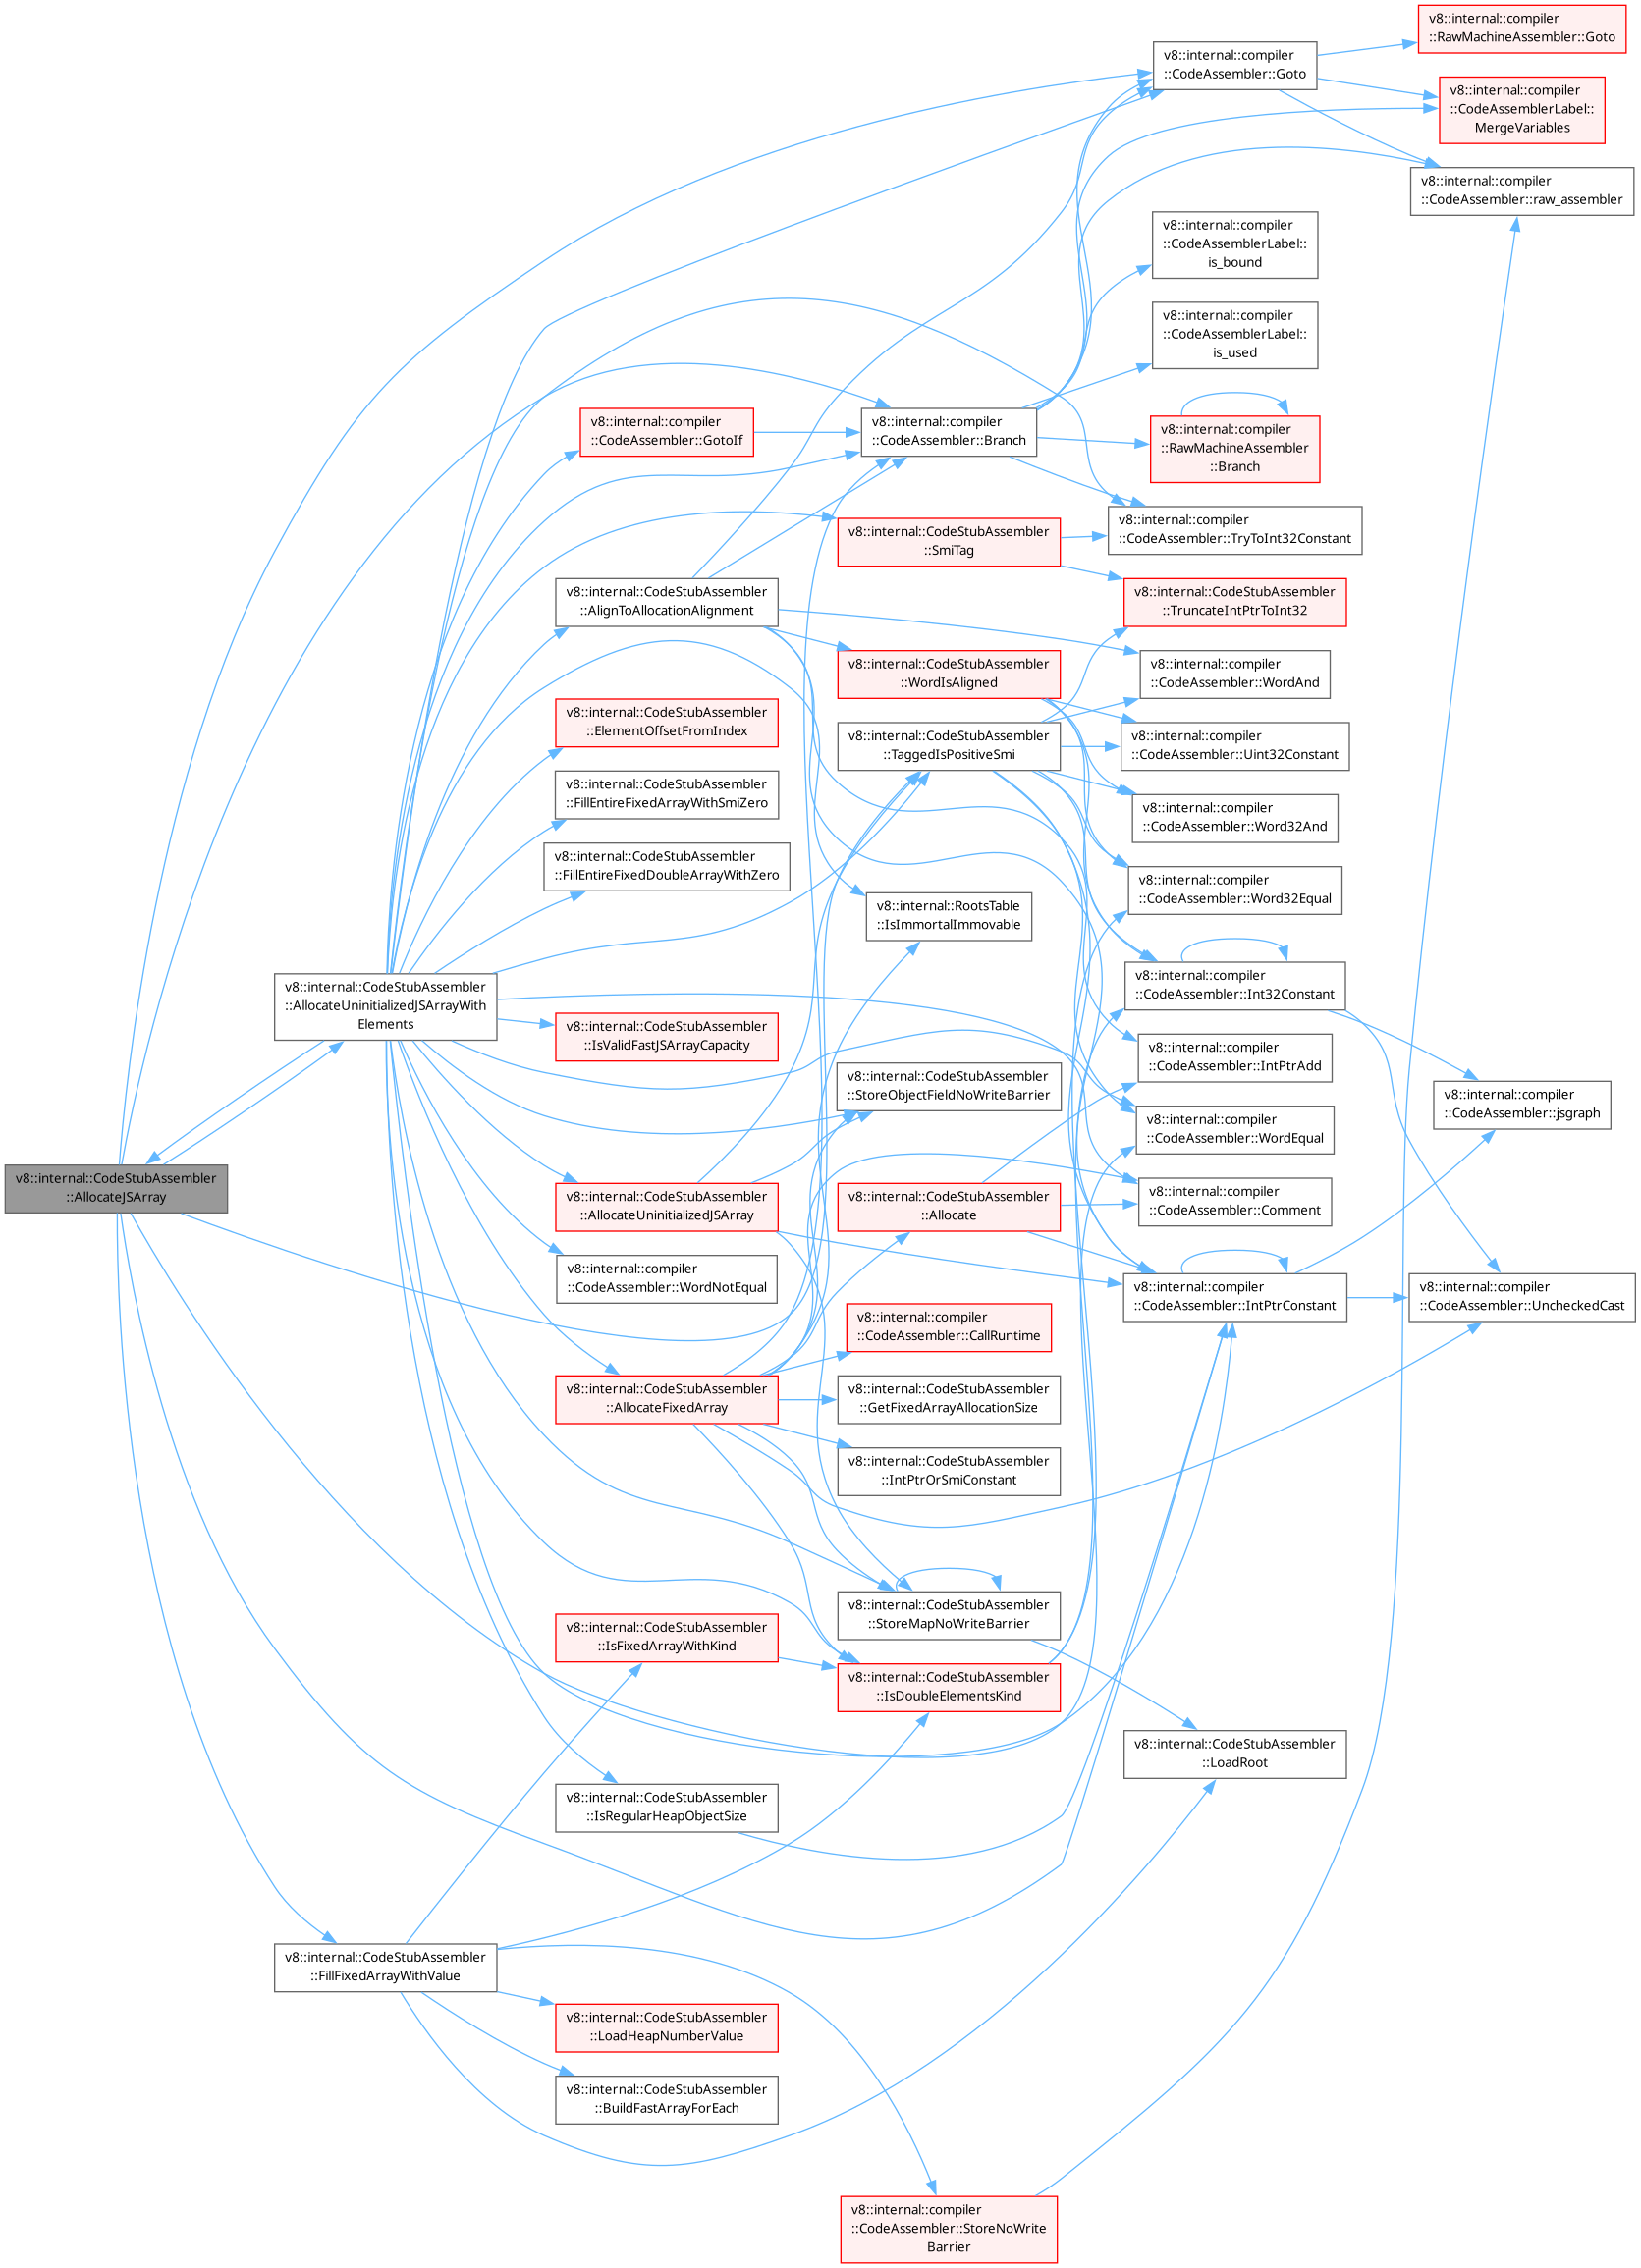 v8::internal::compiler
::RawMachineAssembler::Goto
v8::internal::compiler
::CodeAssembler::Goto
v8::internal::compiler
::CodeAssemblerLabel::
MergeVariables
v8::internal::compiler
::CodeAssembler::raw_assembler
v8::internal::compiler
::CodeAssemblerLabel::
is_bound
v8::internal::compiler
::CodeAssemblerLabel::
is_used
v8::internal::compiler
::CodeAssembler::GotoIf
v8::internal::compiler
::CodeAssembler::Branch
v8::internal::compiler
::RawMachineAssembler
::Branch
v8::internal::CodeStubAssembler
::SmiTag
v8::internal::compiler
::CodeAssembler::TryToInt32Constant
v8::internal::CodeStubAssembler
::AlignToAllocationAlignment
v8::internal::CodeStubAssembler
::TruncateIntPtrToInt32
v8::internal::CodeStubAssembler
::WordIsAligned
v8::internal::compiler
::CodeAssembler::WordAnd
v8::internal::CodeStubAssembler
::ElementOffsetFromIndex
v8::internal::CodeStubAssembler
::TaggedIsPositiveSmi
v8::internal::compiler
::CodeAssembler::Uint32Constant
v8::internal::CodeStubAssembler
::FillEntireFixedArrayWithSmiZero
v8::internal::compiler
::CodeAssembler::Word32And
v8::internal::CodeStubAssembler
::FillEntireFixedDoubleArrayWithZero
v8::internal::compiler
::CodeAssembler::Word32Equal
v8::internal::RootsTable
::IsImmortalImmovable
v8::internal::CodeStubAssembler
::AllocateUninitializedJSArrayWith
Elements
v8::internal::compiler
::CodeAssembler::Int32Constant
v8::internal::CodeStubAssembler
::IsValidFastJSArrayCapacity
v8::internal::compiler
::CodeAssembler::IntPtrAdd
v8::internal::CodeStubAssembler
::StoreObjectFieldNoWriteBarrier
v8::internal::compiler
::CodeAssembler::jsgraph
v8::internal::compiler
::CodeAssembler::WordEqual
v8::internal::CodeStubAssembler
::AllocateJSArray
v8::internal::CodeStubAssembler
::AllocateUninitializedJSArray
v8::internal::CodeStubAssembler
::Allocate
v8::internal::compiler
::CodeAssembler::Comment
v8::internal::compiler
::CodeAssembler::WordNotEqual
v8::internal::compiler
::CodeAssembler::IntPtrConstant
v8::internal::compiler
::CodeAssembler::UncheckedCast
v8::internal::compiler
::CodeAssembler::CallRuntime
v8::internal::CodeStubAssembler
::AllocateFixedArray
v8::internal::CodeStubAssembler
::GetFixedArrayAllocationSize
v8::internal::CodeStubAssembler
::IntPtrOrSmiConstant
v8::internal::CodeStubAssembler
::StoreMapNoWriteBarrier
v8::internal::CodeStubAssembler
::IsFixedArrayWithKind
v8::internal::CodeStubAssembler
::IsDoubleElementsKind
v8::internal::CodeStubAssembler
::LoadRoot
v8::internal::CodeStubAssembler
::IsRegularHeapObjectSize
v8::internal::CodeStubAssembler
::FillFixedArrayWithValue
v8::internal::CodeStubAssembler
::LoadHeapNumberValue
v8::internal::CodeStubAssembler
::BuildFastArrayForEach
v8::internal::compiler
::CodeAssembler::StoreNoWrite
Barrier